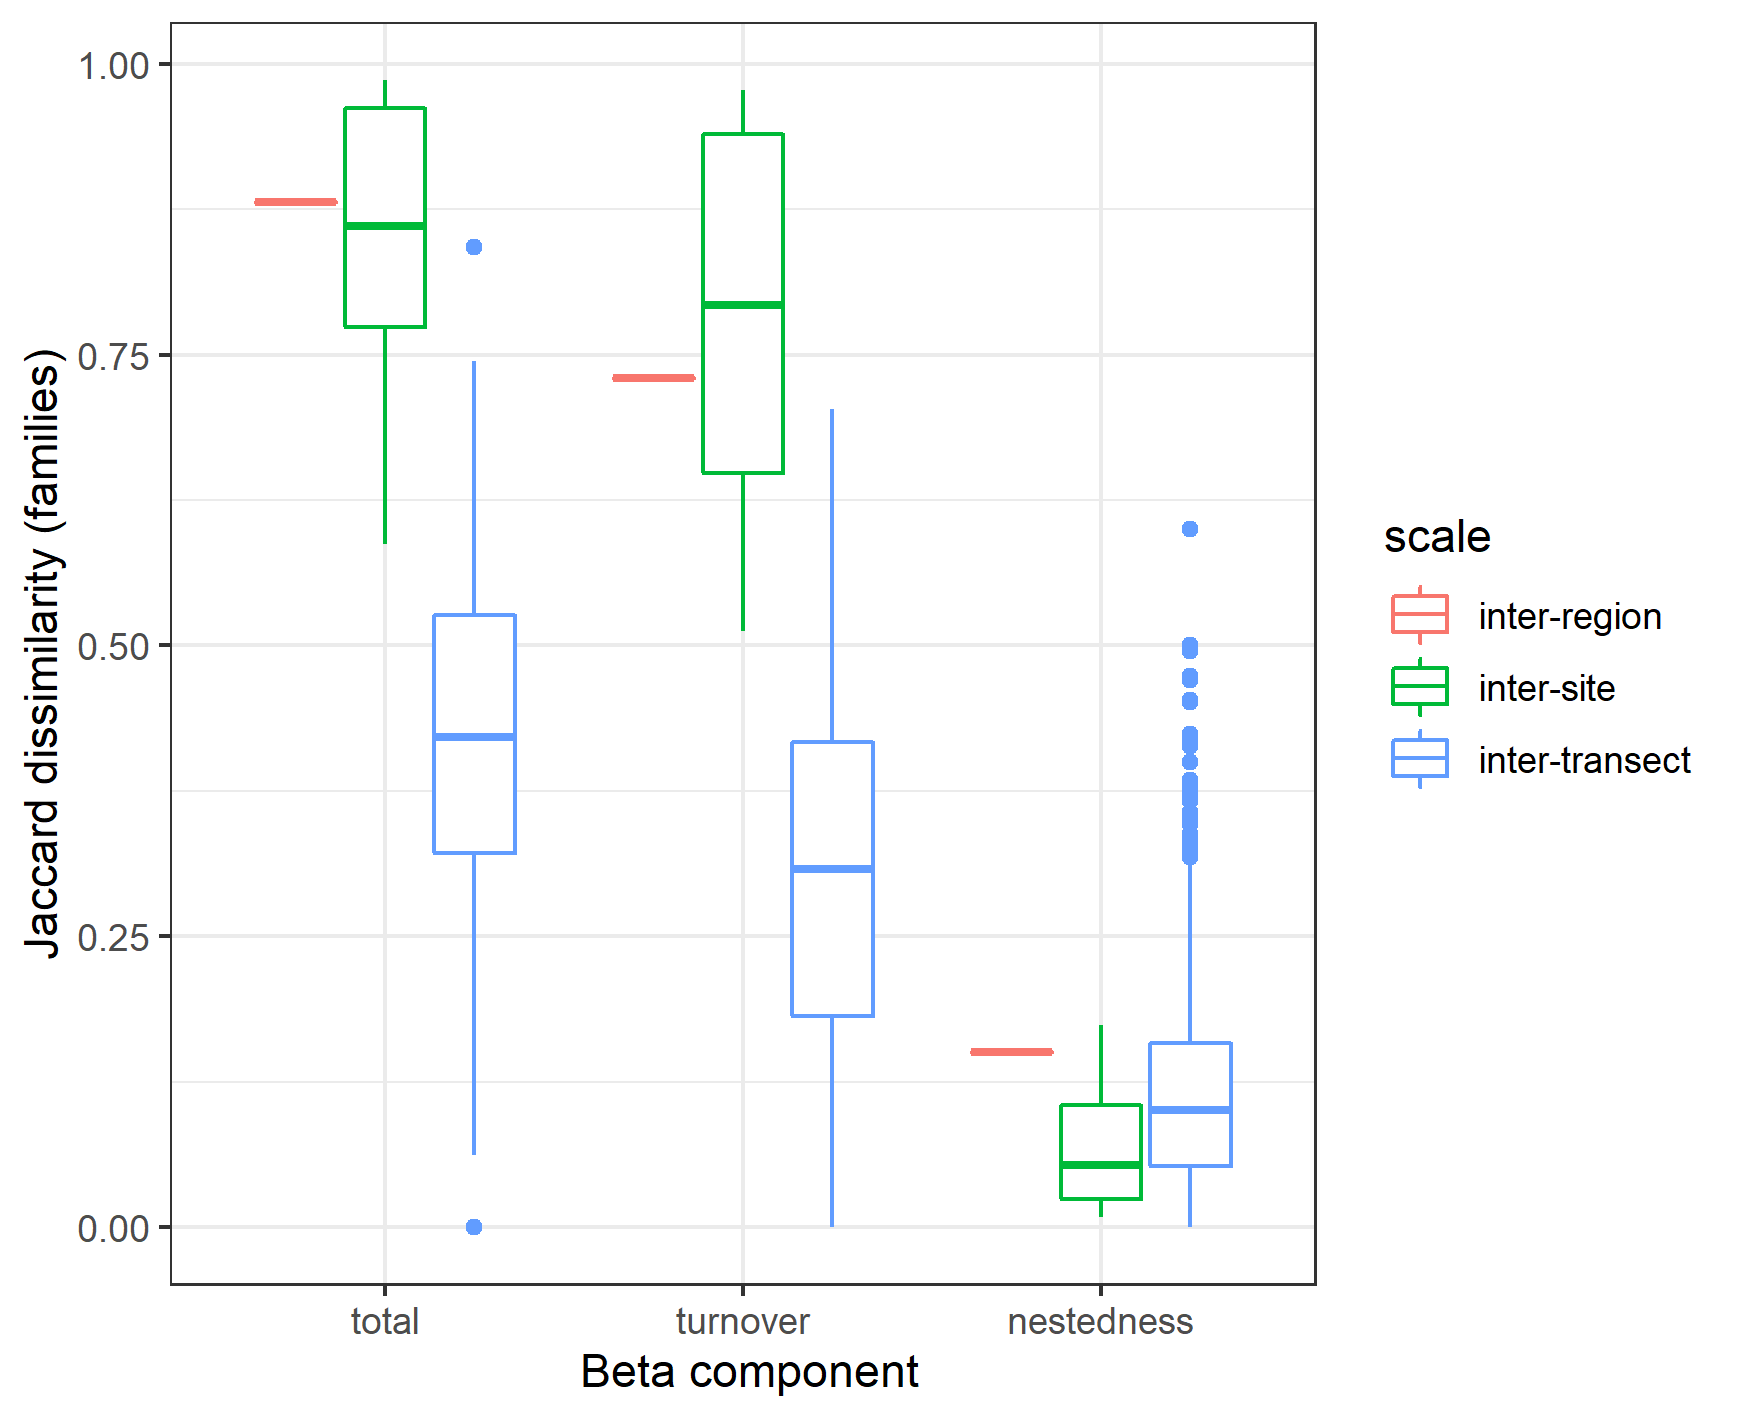 Jaccard dissimilarity (families)
1.00
0.75
0.50
0.25
0.00
total
turnover
nestedness
Beta component
scale
inter-region
inter-site
inter-transect